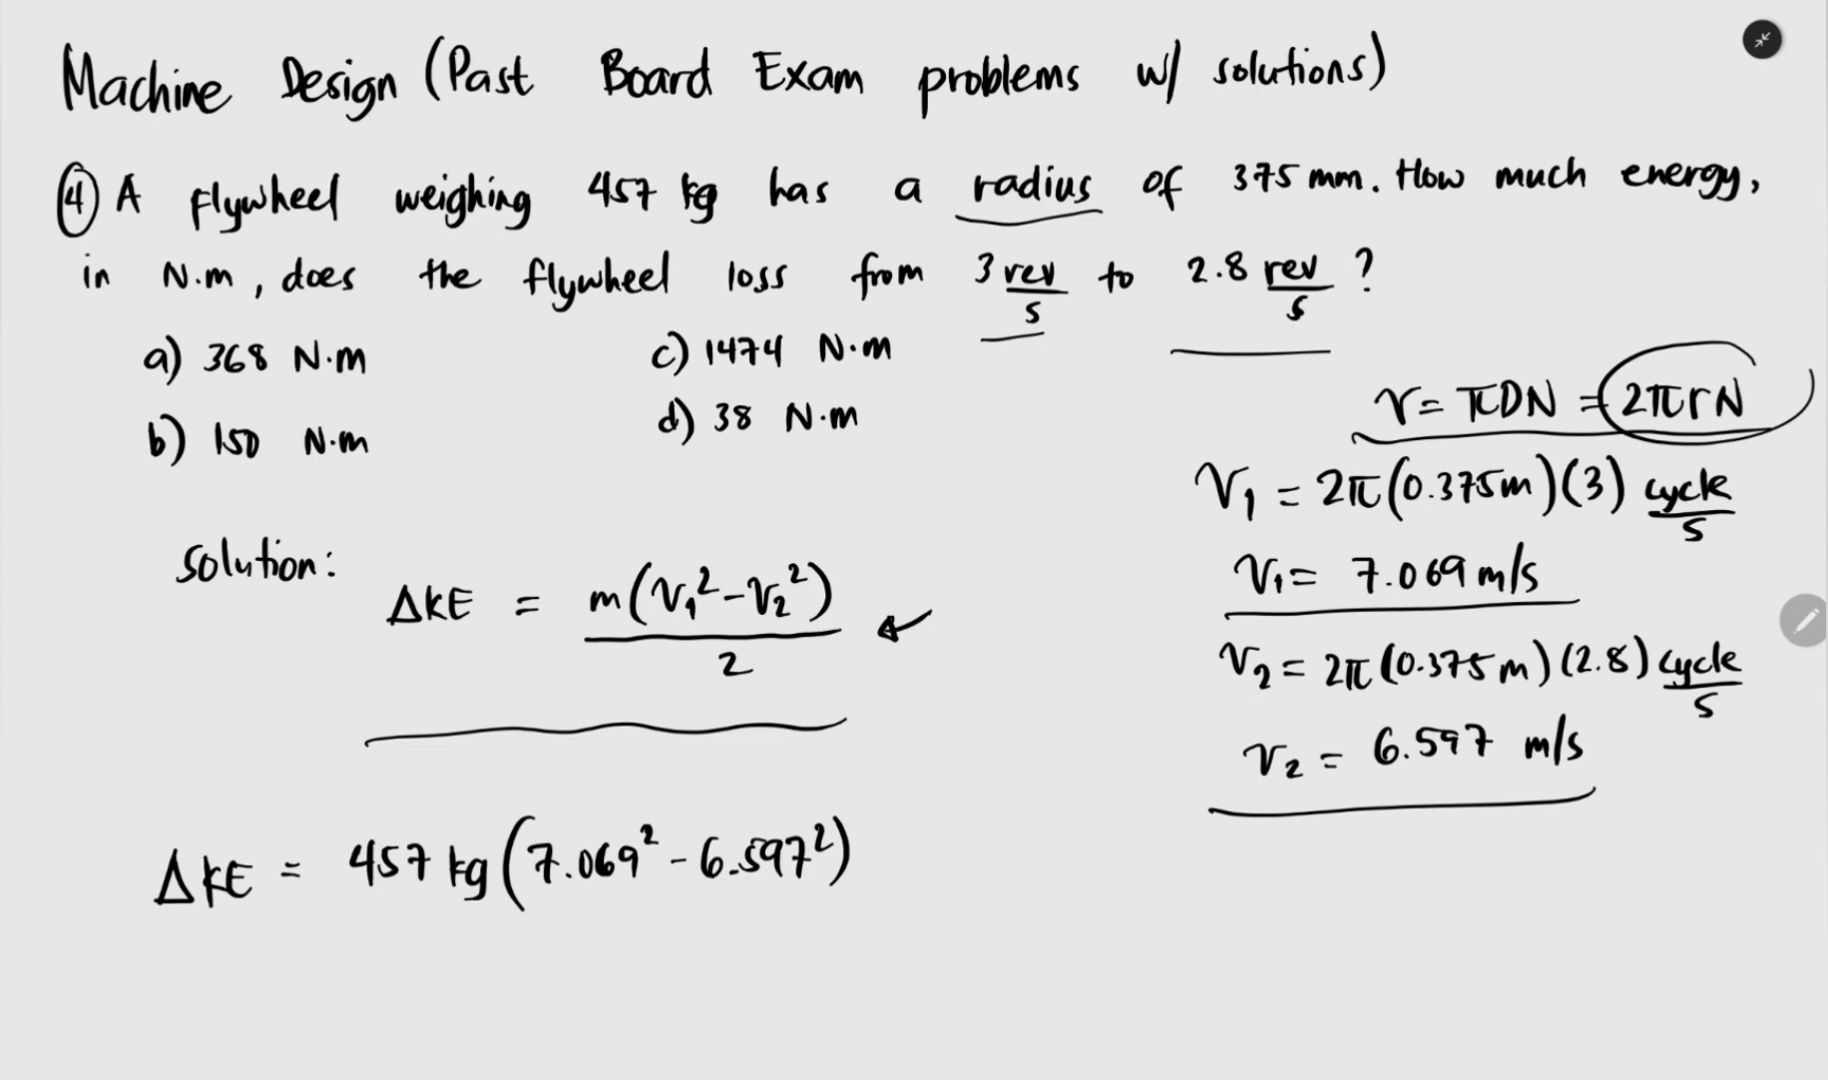 Machine Design (Past Board Exam problems w/ solutions)
④ A flywheel weighing 457 kg has a radius of 375 mm. How much energy,
in N.m, does the flywheel loss from 3 rev/s to 2.8 rev/s ?
a) 368 N·m
c) 1474 N·m
b) 150 N·m
d) 38 N·m
V = πDN = 2πrN
V₁ = 2π(0.375m)(3) cycle/s
V₁ = 7.069 m/s
V₂ = 2π(0.375m)(2.8) cycle/s
V₂ = 6.597 m/s
Solution:
ΔKE = m(V₁²-V₂²)/2
ΔKE = 457 kg(7.069² - 6.597²)